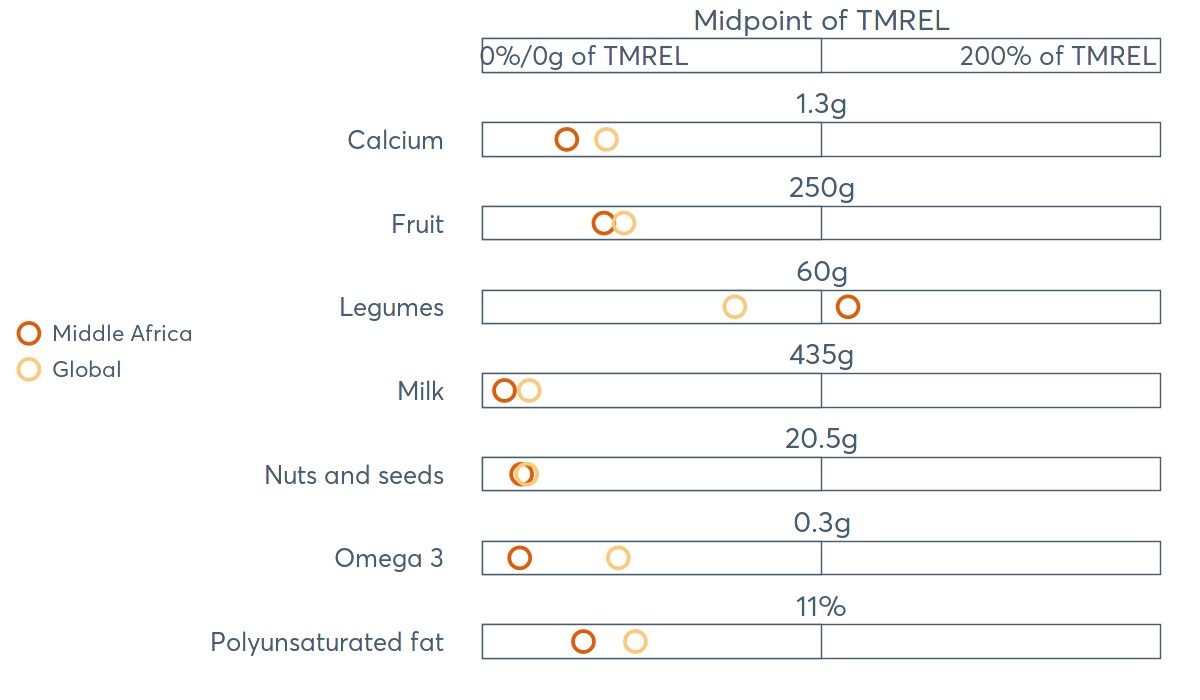 Midpoint of TMREL
0%/0g of TMREL 200% of TMREL
1.3g
Calcium
250g
Fruit
60g
Legumes
Middle Africa
Global
435g
Milk
20.5g
Nuts and seeds
0.3g
Omega 3
11%
Polyunsaturated fat